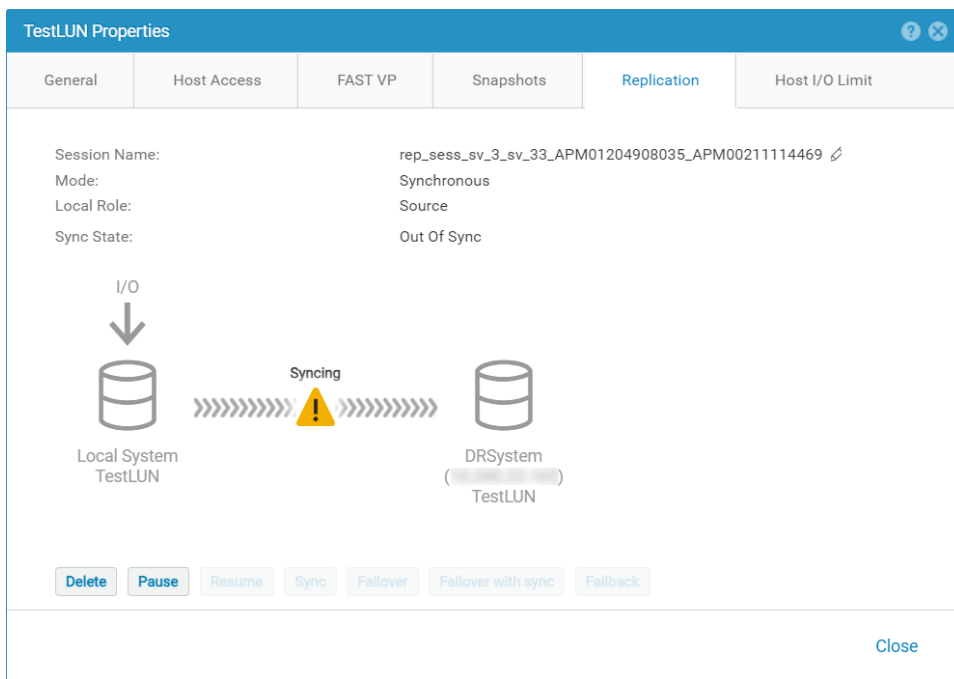 TestLUN Properties
General Host Access FAST VP Snapshots Replication Host I/O Limit
Session Name: rep_sess_sv_3_sv_33_APM01204908035_APM00211114469
Mode: Synchronous
Local Role: Source
Sync State: Out Of Sync
I/O
Syncing
Local System DRSystem
TestLUN ( )
TestLUN
Delete Pause Resume Sync Failover Failover with sync Failback
Close